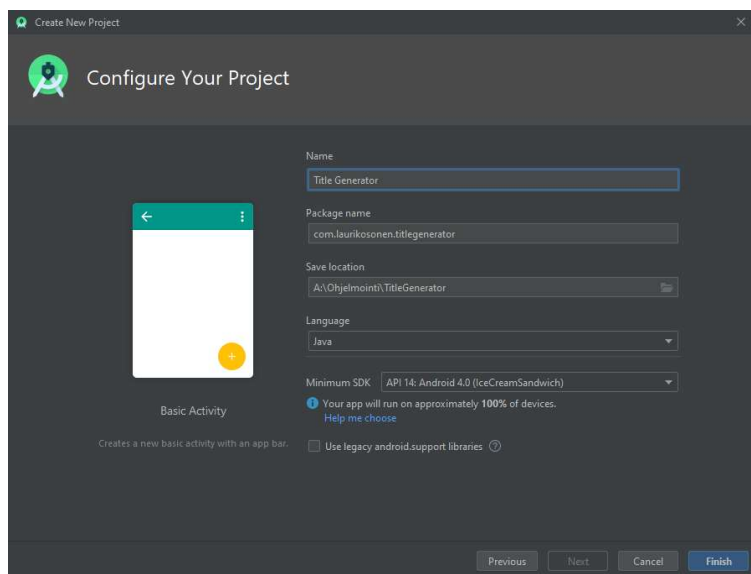 Create New Project
Configure Your Project
Name
Title Generator
Package name
com.laurikosonen.titlegenerator
Save location
A:\Ohjelmointi\TitleGenerator
Language
Java
Minimum SDK API 14: Android 4.0 (IceCreamSandwich)
Your app will run on approximately 100% of devices.
Help me choose
Use legacy android.support libraries
Basic Activity
Creates a new basic activity with an app bar.
Previous Next Cancel Finish